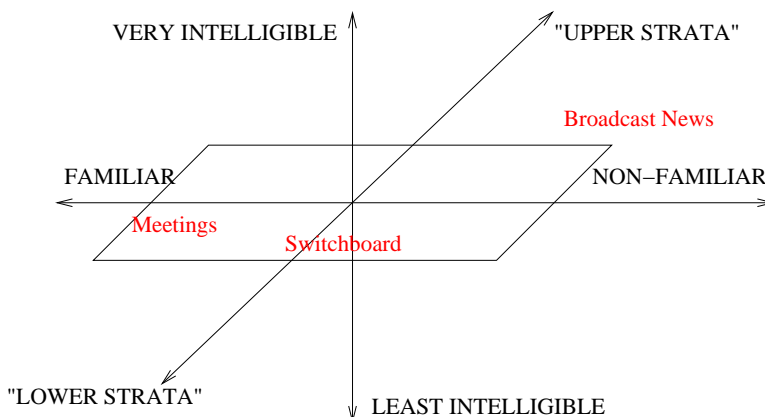 VERY INTELLIGIBLE
"UPPER STRATA"
Broadcast News
FAMILIAR
NON−FAMILIAR
Meetings
Switchboard
"LOWER STRATA"
LEAST INTELLIGIBLE